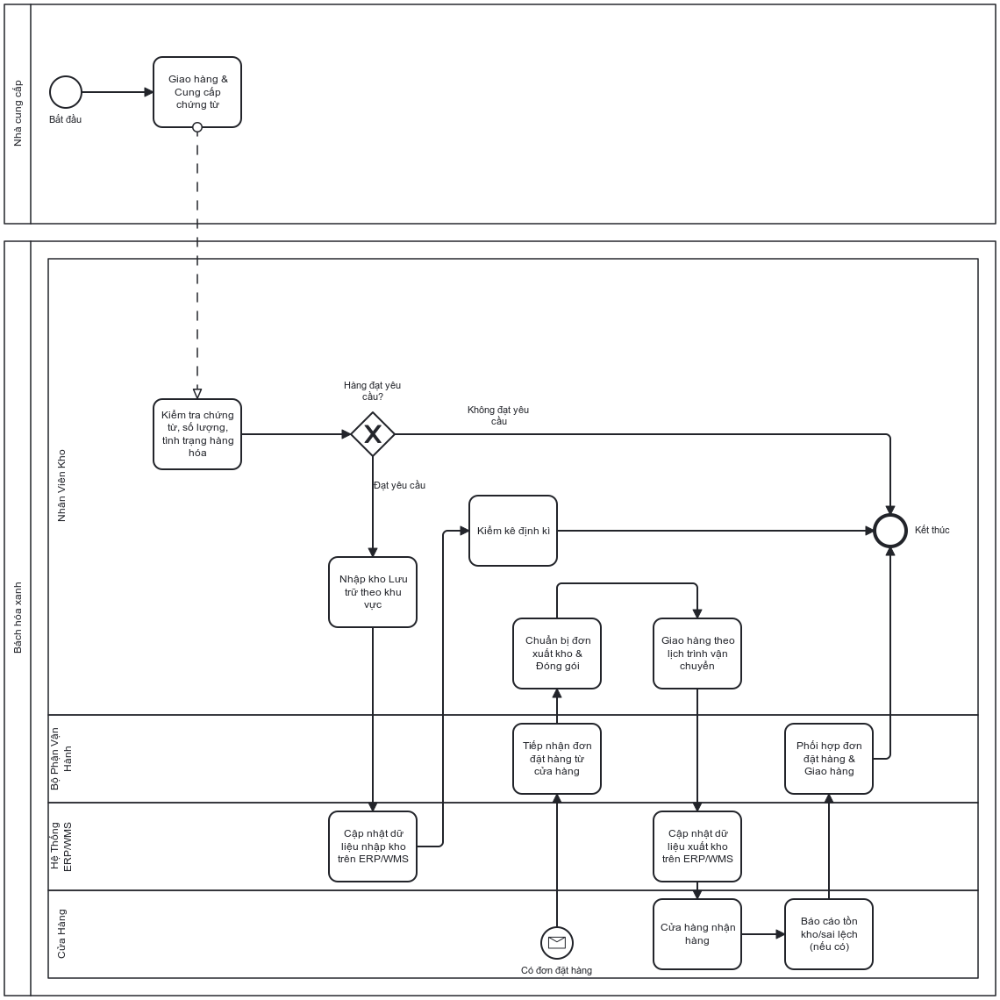 Nhà cung cấp
Bắt đầu
Giao hàng &
Cung cấp
chứng từ
Bách hóa xanh
Nhân Viên Kho
Kiểm tra chứng
từ, số lượng,
tình trạng hàng
hóa
Hàng đạt yêu
cầu?
Không đạt yêu
cầu
Đạt yêu cầu
Kiểm kê định kì
Kết thúc
Nhập kho Lưu
trữ theo khu
vực
Chuẩn bị đơn
xuất kho &
Đóng gói
Giao hàng theo
lịch trình vận
chuyển
Bộ Phận Vận
Hành
Tiếp nhận đơn
đặt hàng từ
cửa hàng
Phối hợp đơn
đặt hàng &
Giao hàng
Hệ Thống
ERP/WMS
Cập nhật dữ
liệu nhập kho
trên ERP/WMS
Cập nhật dữ
liệu xuất kho
trên ERP/WMS
Cửa Hàng
Có đơn đặt hàng
Cửa hàng nhận
hàng
Báo cáo tồn
kho/sai lệch
(nếu có)